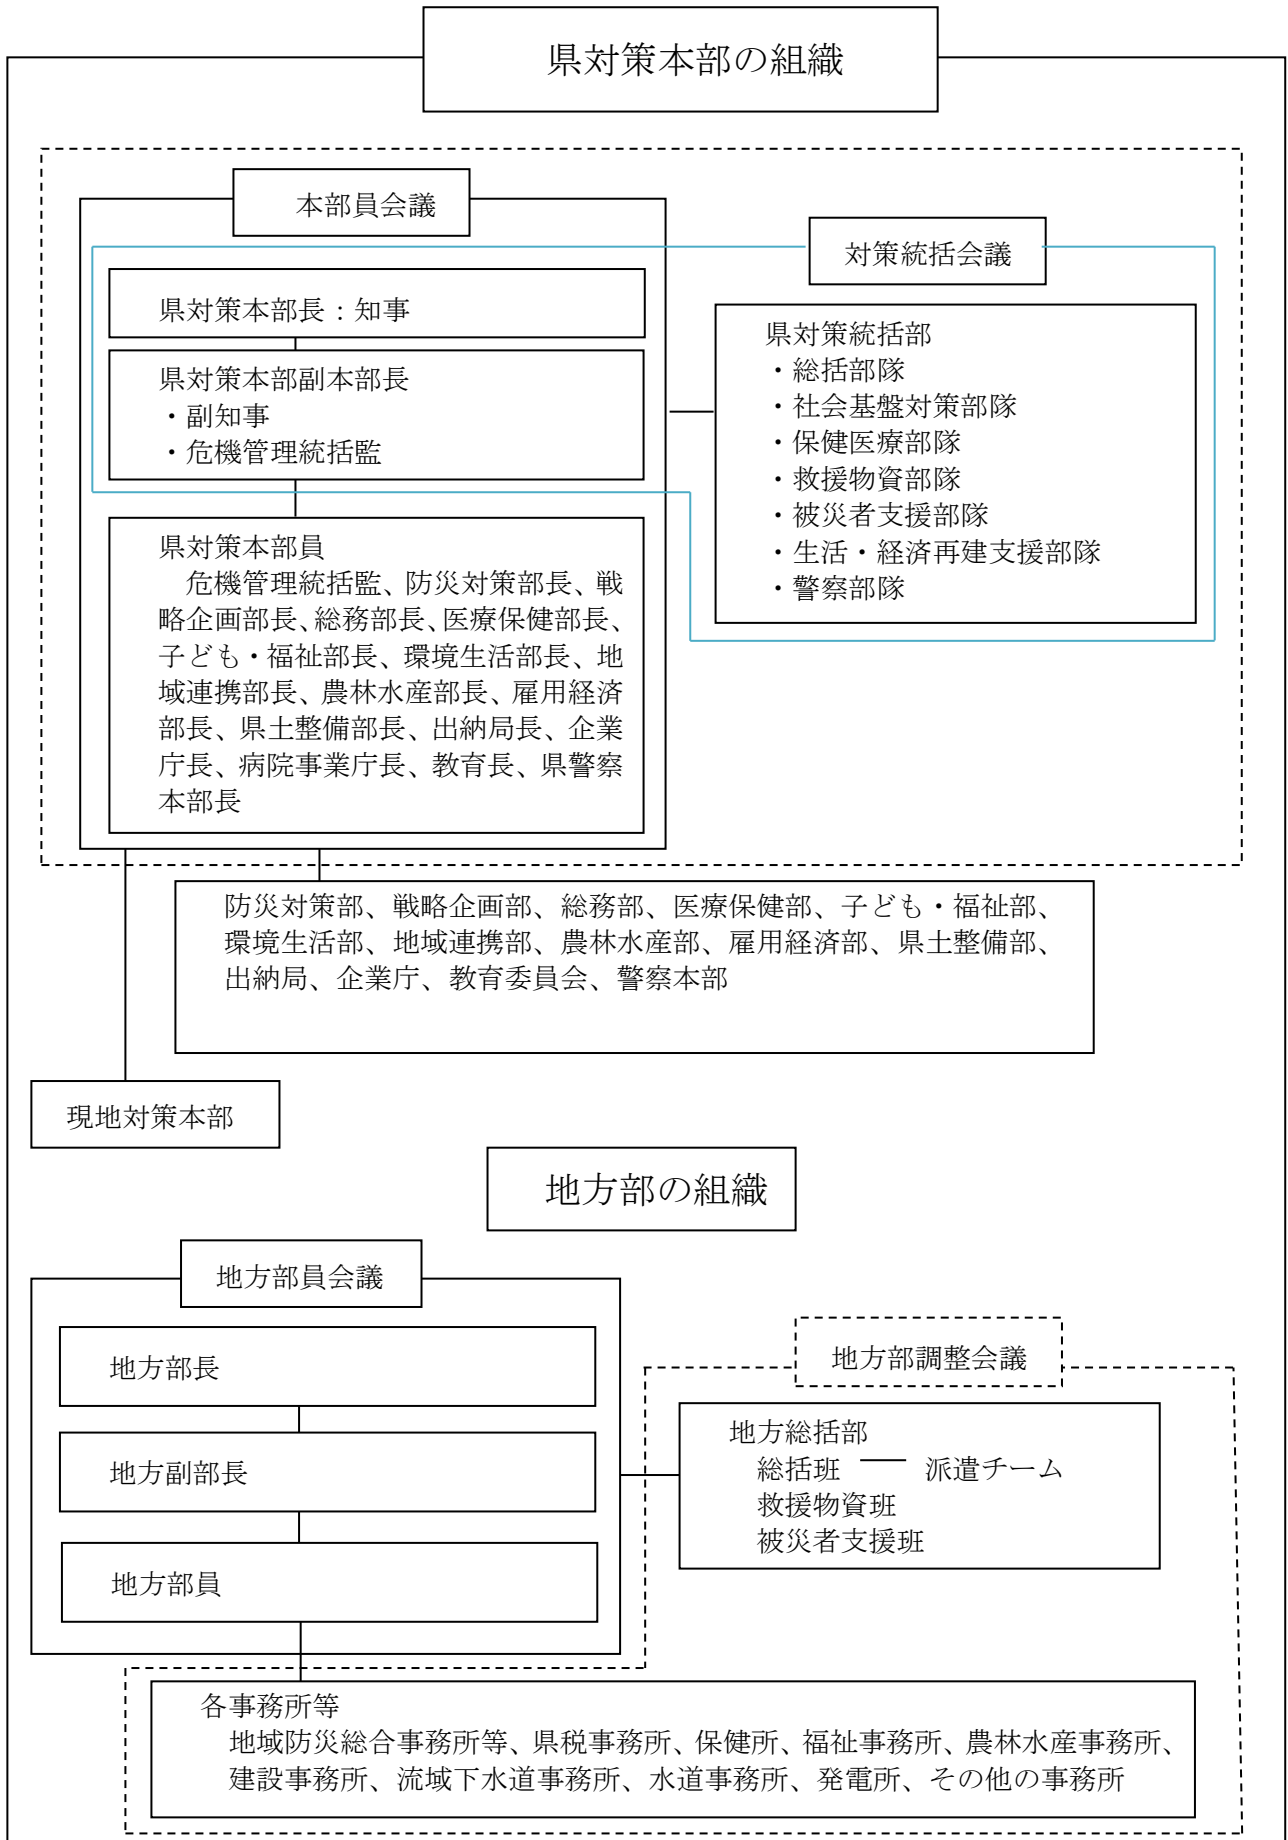 県対策本部の組織
本部員会議
対策統括会議
県対策本部長：知事
県対策本部副本部長
・副知事
・危機管理統括監
県対策統括部
・総括部隊
・社会基盤対策部隊
・保健医療部隊
・救援物資部隊
・被災者支援部隊
・生活・経済再建支援部隊
・警察部隊
県対策本部員
危機管理統括監、防災対策部長、戦
略企画部長、総務部長、医療保健部長、
子ども・福祉部長、環境生活部長、地
域連携部長、農林水産部長、雇用経済
部長、県土整備部長、出納局長、企業
庁長、病院事業庁長、教育長、県警察
本部長
防災対策部、戦略企画部、総務部、医療保健部、子ども・福祉部、
環境生活部、地域連携部、農林水産部、雇用経済部、県土整備部、
出納局、企業庁、教育委員会、警察本部
現地対策本部
地方部の組織
地方部員会議
地方部長
地方副部長
地方部員
地方部調整会議
地方総括部
総括班 ── 派遣チーム
救援物資班
被災者支援班
各事務所等
地域防災総合事務所等、県税事務所、保健所、福祉事務所、農林水産事務所、
建設事務所、流域下水道事務所、水道事務所、発電所、その他の事務所